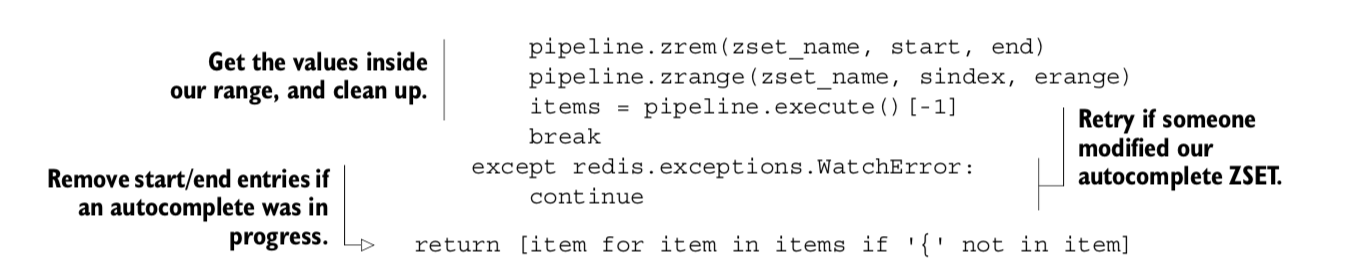 Get the values inside
our range, and clean up.
pipeline.zrem(zset_name, start, end)
pipeline.zrange(zset_name, sindex, erange)
items = pipeline.execute()[-1]
break
except redis.exceptions.WatchError:
continue
Retry if someone
modified our
autocomplete ZSET.
Remove start/end entries if
an autocomplete was in
progress.
return [item for item in items if '{' not in item]